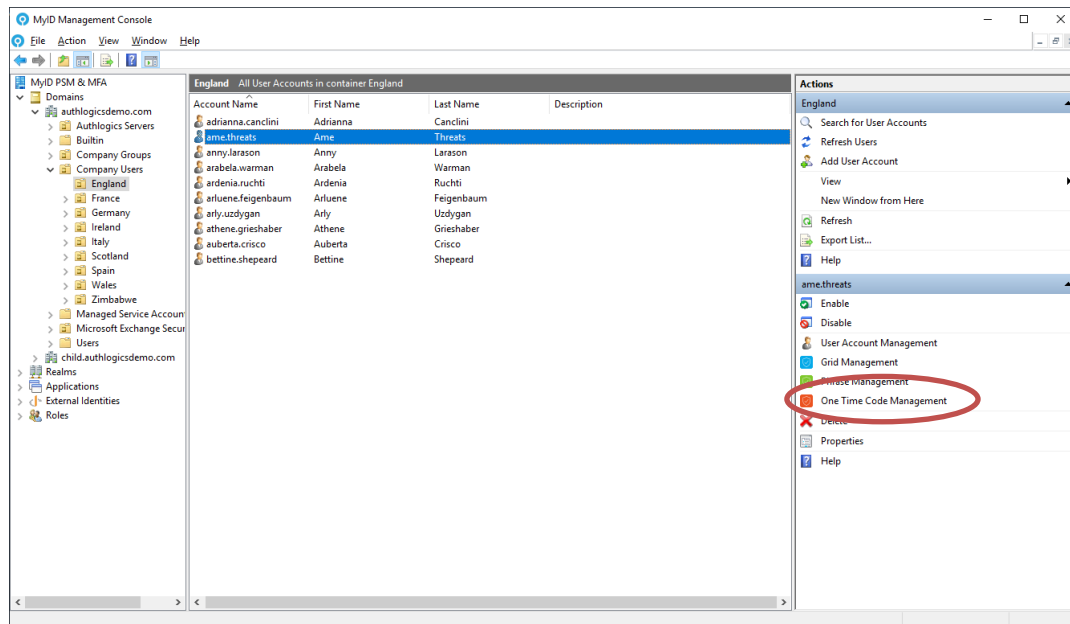 MyID Management Console
File Action View Window Help
MyID PSM & MFA
Domains
authlogicsdemo.com
Authlogics Servers
Builtin
Company Groups
Company Users
England
France
Germany
Ireland
Italy
Scotland
Spain
Wales
Zimbabwe
Managed Service Accoun
Microsoft Exchange Secur
Users
child.authlogicsdemo.com
Realms
Applications
External Identities
Roles
England All User Accounts in container England
Account Name First Name Last Name Description
adrianna.canclini Adrianna Canclini
ame.threats Ame Threats
anny.larason Anny Larason
arabela.warman Arabela Warman
ardenia.ruchti Ardenia Ruchti
arluene.feigenbaum Arluene Feigenbaum
arly.uzdygan Arly Uzdygan
athene.grieshaber Athene Grieshaber
auberta.crisco Auberta Crisco
bettine.shepeard Bettine Shepeard
Actions
England
Search for User Accounts
Refresh Users
Add User Account
View
New Window from Here
Refresh
Export List...
Help
ame.threats
Enable
Disable
User Account Management
Grid Management
Phrase Management
One Time Code Management
Delete
Properties
Help